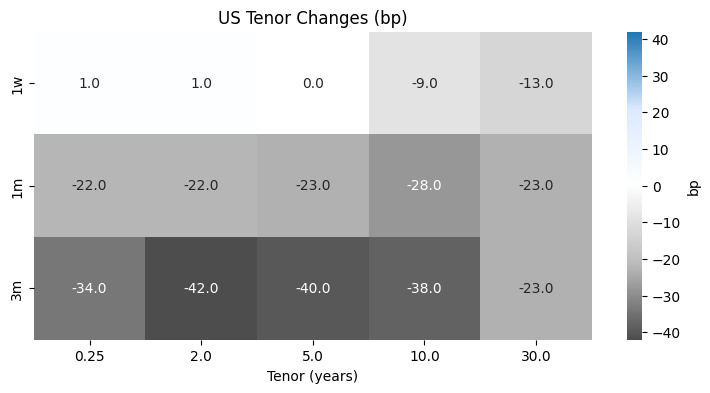 US Tenor Changes (bp)
1w
1.0 1.0 0.0 -9.0 -13.0
1m
-22.0 -22.0 -23.0 -28.0 -23.0
3m
-34.0 -42.0 -40.0 -38.0 -23.0
0.25 2.0 5.0 10.0 30.0
Tenor (years)
40
30
20
10
0
−10
−20
−30
−40
bp